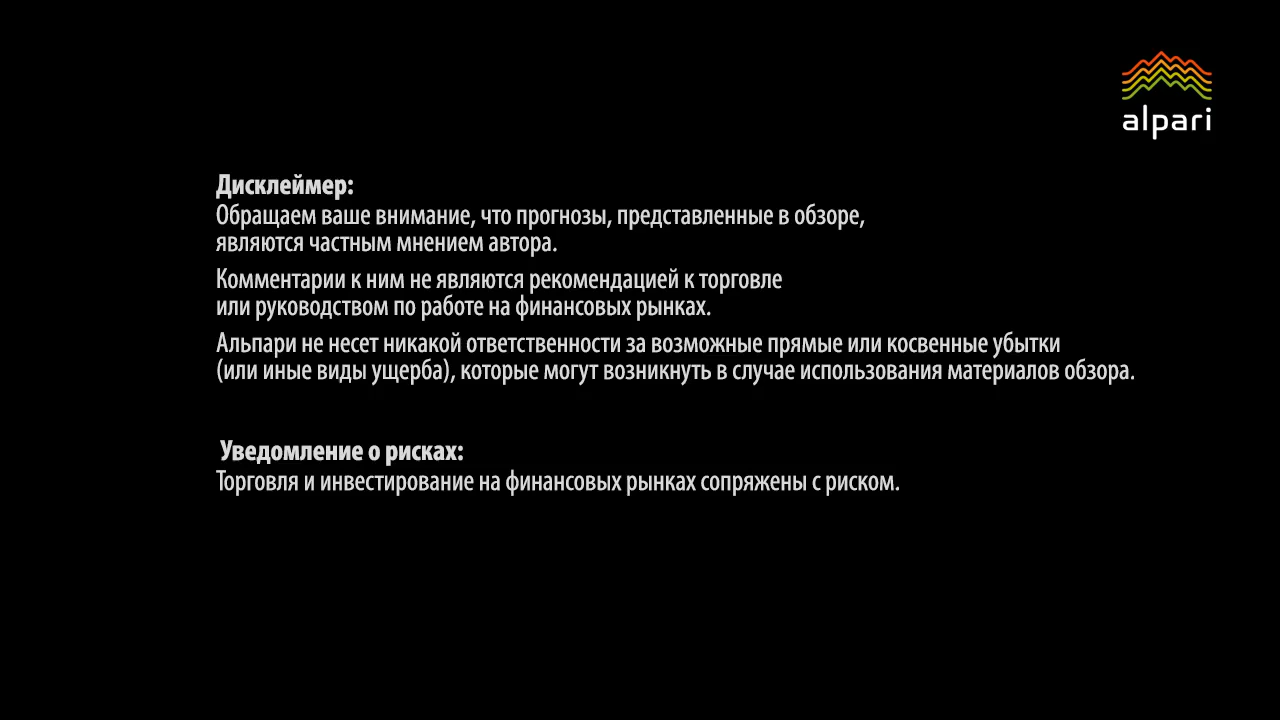 alpari
Дисклеймер:
Обращаем ваше внимание, что прогнозы, представленные в обзоре,
являются частным мнением автора.
Комментарии к ним не являются рекомендацией к торговле
или руководством по работе на финансовых рынках.
Альпари не несет никакой ответственности за возможные прямые или косвенные убытки
(или иные виды ущерба), которые могут возникнуть в случае использования материалов обзора.
Уведомление о рисках:
Торговля и инвестирование на финансовых рынках сопряжены с риском.